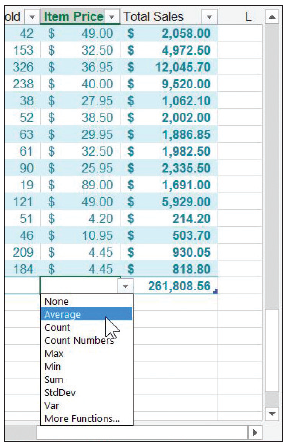 old Item Price Total Sales L
42 $ 49.00 $ 2,058.00
153 $ 32.50 $ 4,972.50
326 $ 36.95 $ 12,045.70
238 $ 40.00 $ 9,520.00
38 $ 27.95 $ 1,062.10
52 $ 38.50 $ 2,002.00
63 $ 29.95 $ 1,886.85
61 $ 32.50 $ 1,982.50
90 $ 25.95 $ 2,335.50
19 $ 89.00 $ 1,691.00
121 $ 49.00 $ 5,929.00
51 $ 4.20 $ 214.20
46 $ 10.95 $ 503.70
209 $ 4.45 $ 930.05
184 $ 4.45 $ 818.80
261,808.56
None
Average
Count
Count Numbers
Max
Min
Sum
StdDev
Var
More Functions...